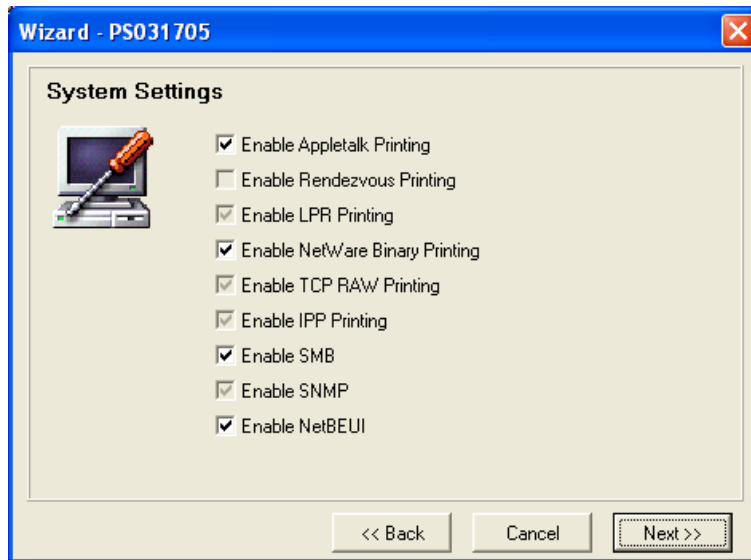 Wizard - PS031705
System Settings
Enable Appletalk Printing
Enable Rendezvous Printing
Enable LPR Printing
Enable NetWare Binary Printing
Enable TCP RAW Printing
Enable IPP Printing
Enable SMB
Enable SNMP
Enable NetBEUI
<< Back Cancel Next >>